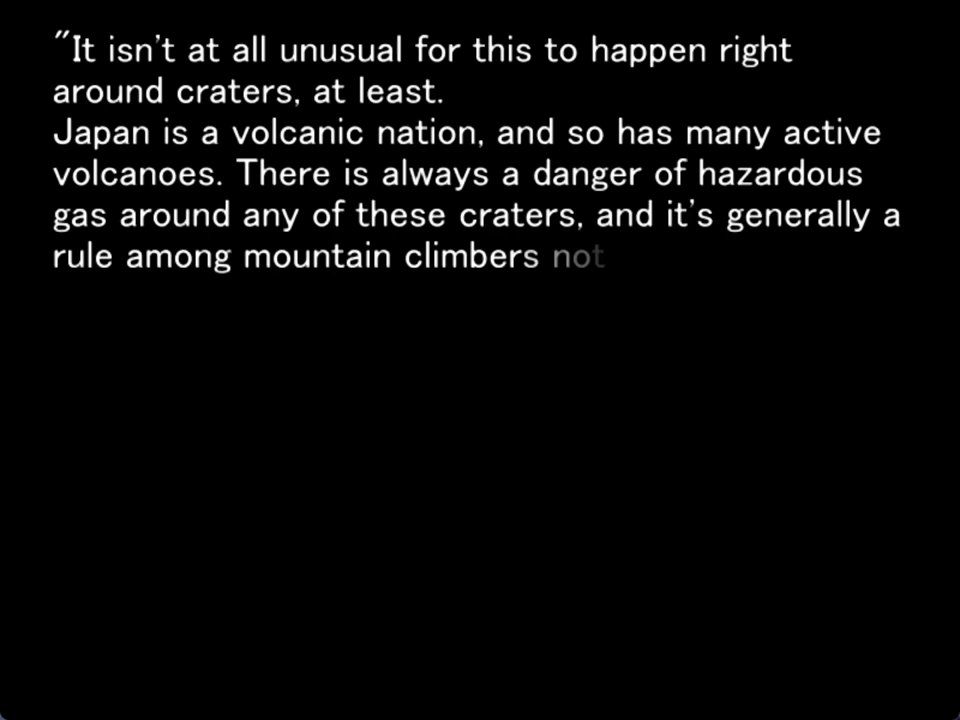 "It isn't at all unusual for this to happen right
around craters, at least.
Japan is a volcanic nation, and so has many active
volcanoes. There is always a danger of hazardous
gas around any of these craters, and it's generally a
rule among mountain climbers not